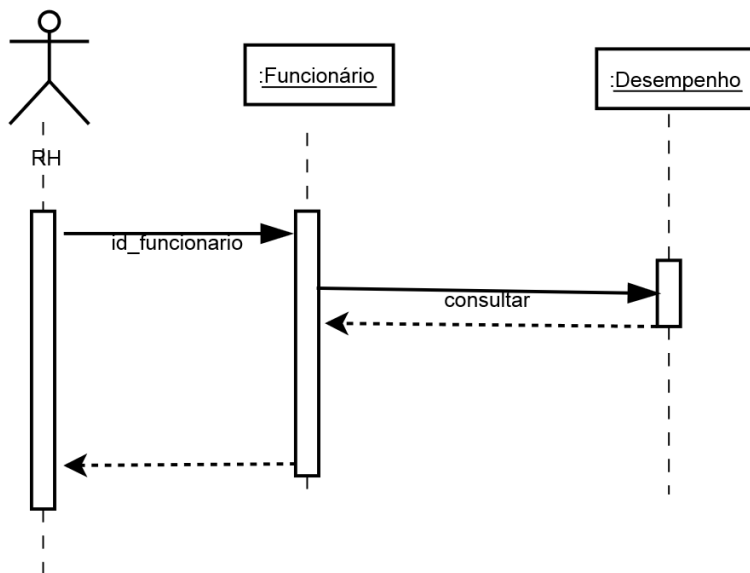 :Funcionário
:Desempenho
RH
id_funcionario
consultar